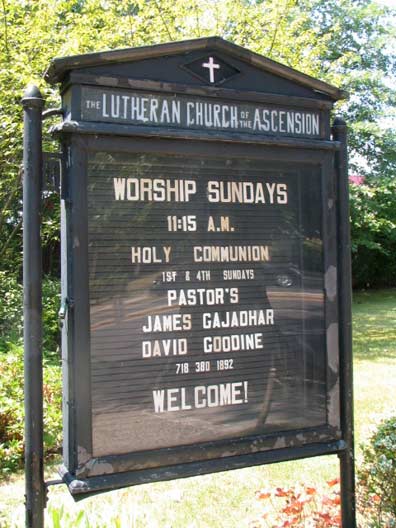 THE LUTHERAN CHURCH OF THE ASCENSION
WORSHIP SUNDAYS
11:15 A.M.
HOLY COMMUNION
1ST & 4TH SUNDAYS
PASTOR'S
JAMES GAJADHAR
DAVID GOODINE
718 380 1892
WELCOME!